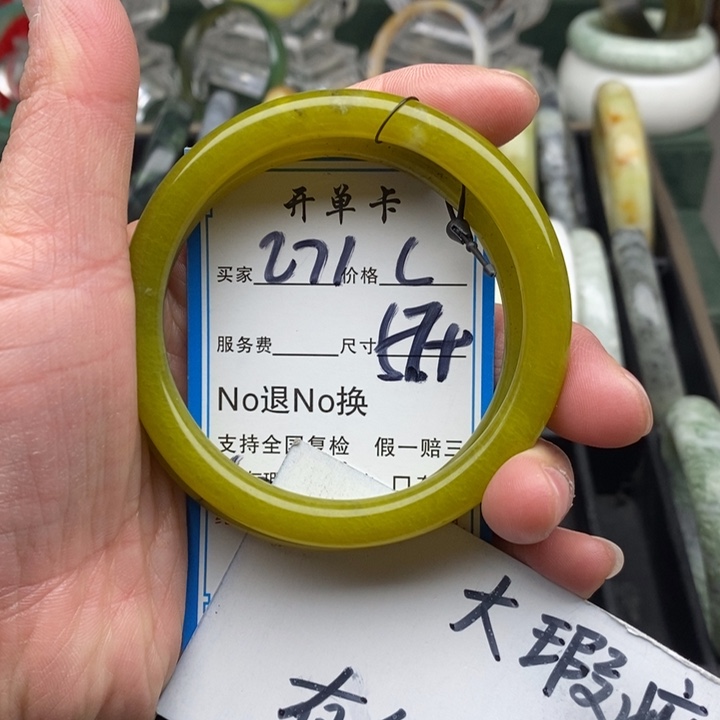 开单卡
买家 271 价格 C
服务费 尺寸
No退No换
支持全国复检 假一赔三
大瑕疵
有